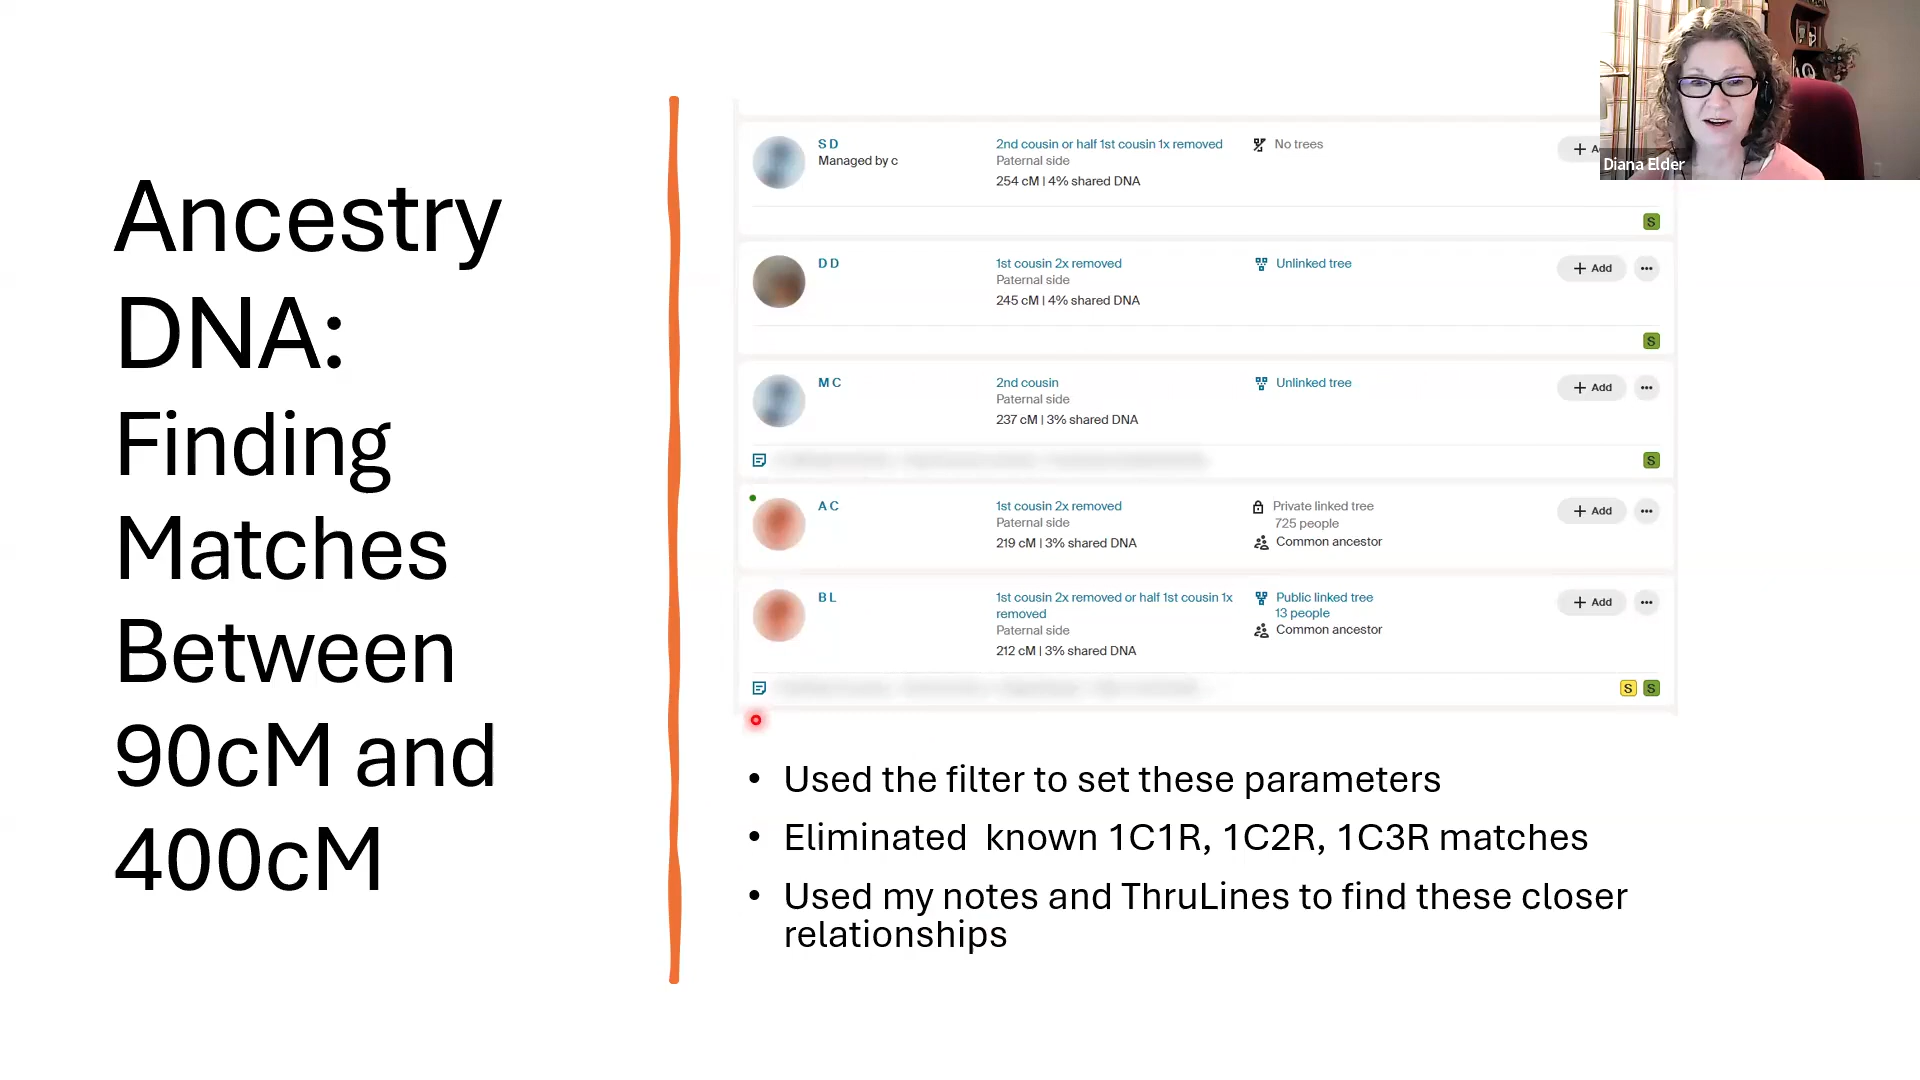 Ancestry
DNA:
Finding
Matches
Between
90cM and
400cM
S D
Managed by c
2nd cousin or half 1st cousin 1x removed
Paternal side
254 cM | 4% shared DNA
No trees
+
S
D D
1st cousin 2x removed
Paternal side
245 cM | 4% shared DNA
Unlinked tree
+ Add
S
M C
2nd cousin
Paternal side
237 cM | 3% shared DNA
Unlinked tree
+ Add
S
A C
1st cousin 2x removed
Paternal side
219 cM | 3% shared DNA
Private linked tree
725 people
Common ancestor
+ Add
B L
1st cousin 2x removed or half 1st cousin 1x
removed
Paternal side
212 cM | 3% shared DNA
Public linked tree
13 people
Common ancestor
+ Add
S S
Diana Elder
• Used the filter to set these parameters
• Eliminated known 1C1R, 1C2R, 1C3R matches
• Used my notes and ThruLines to find these closer
relationships